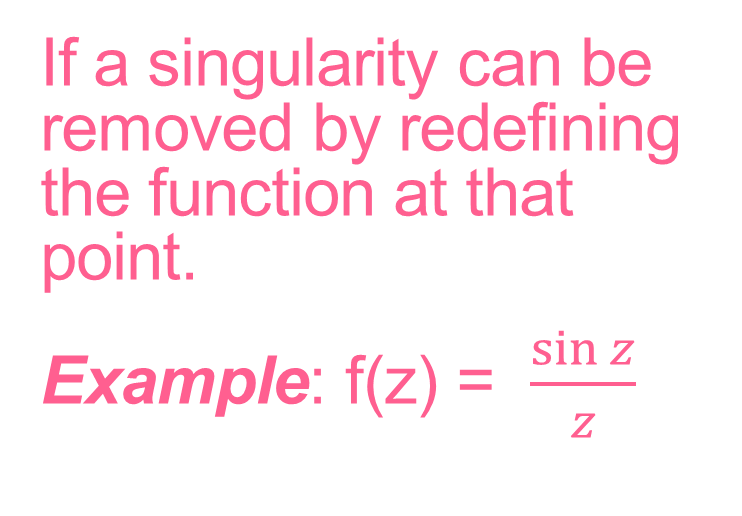 If a singularity can be
removed by redefining
the function at that
point.
Example: f(z) = sin z / z